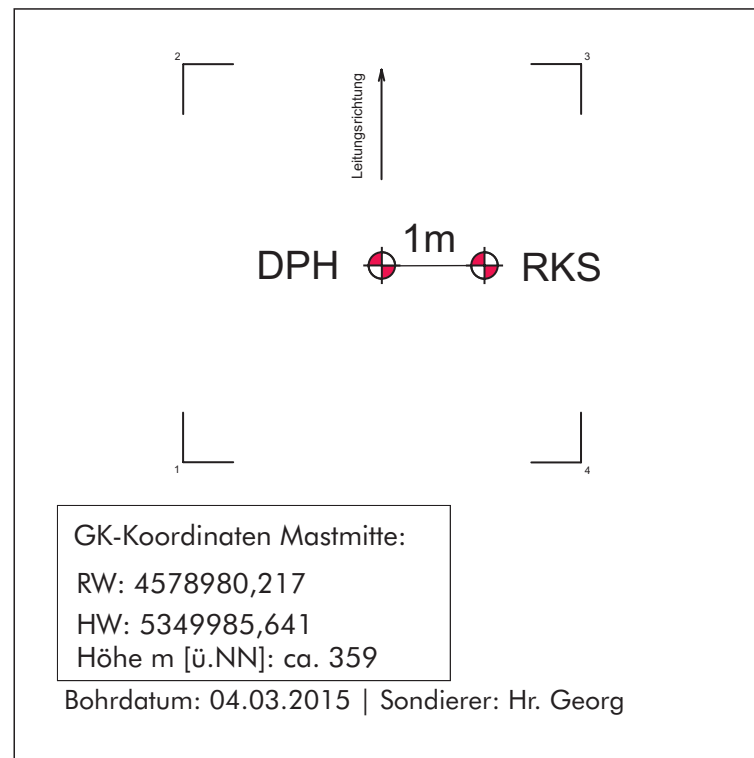 2
3
Leitungsrichtung
1m
DPH
RKS
1
4
GK-Koordinaten Mastmitte:
RW: 4578980,217
HW: 5349985,641
Höhe m [ü.NN]: ca. 359
Bohrdatum: 04.03.2015 | Sondierer: Hr. Georg